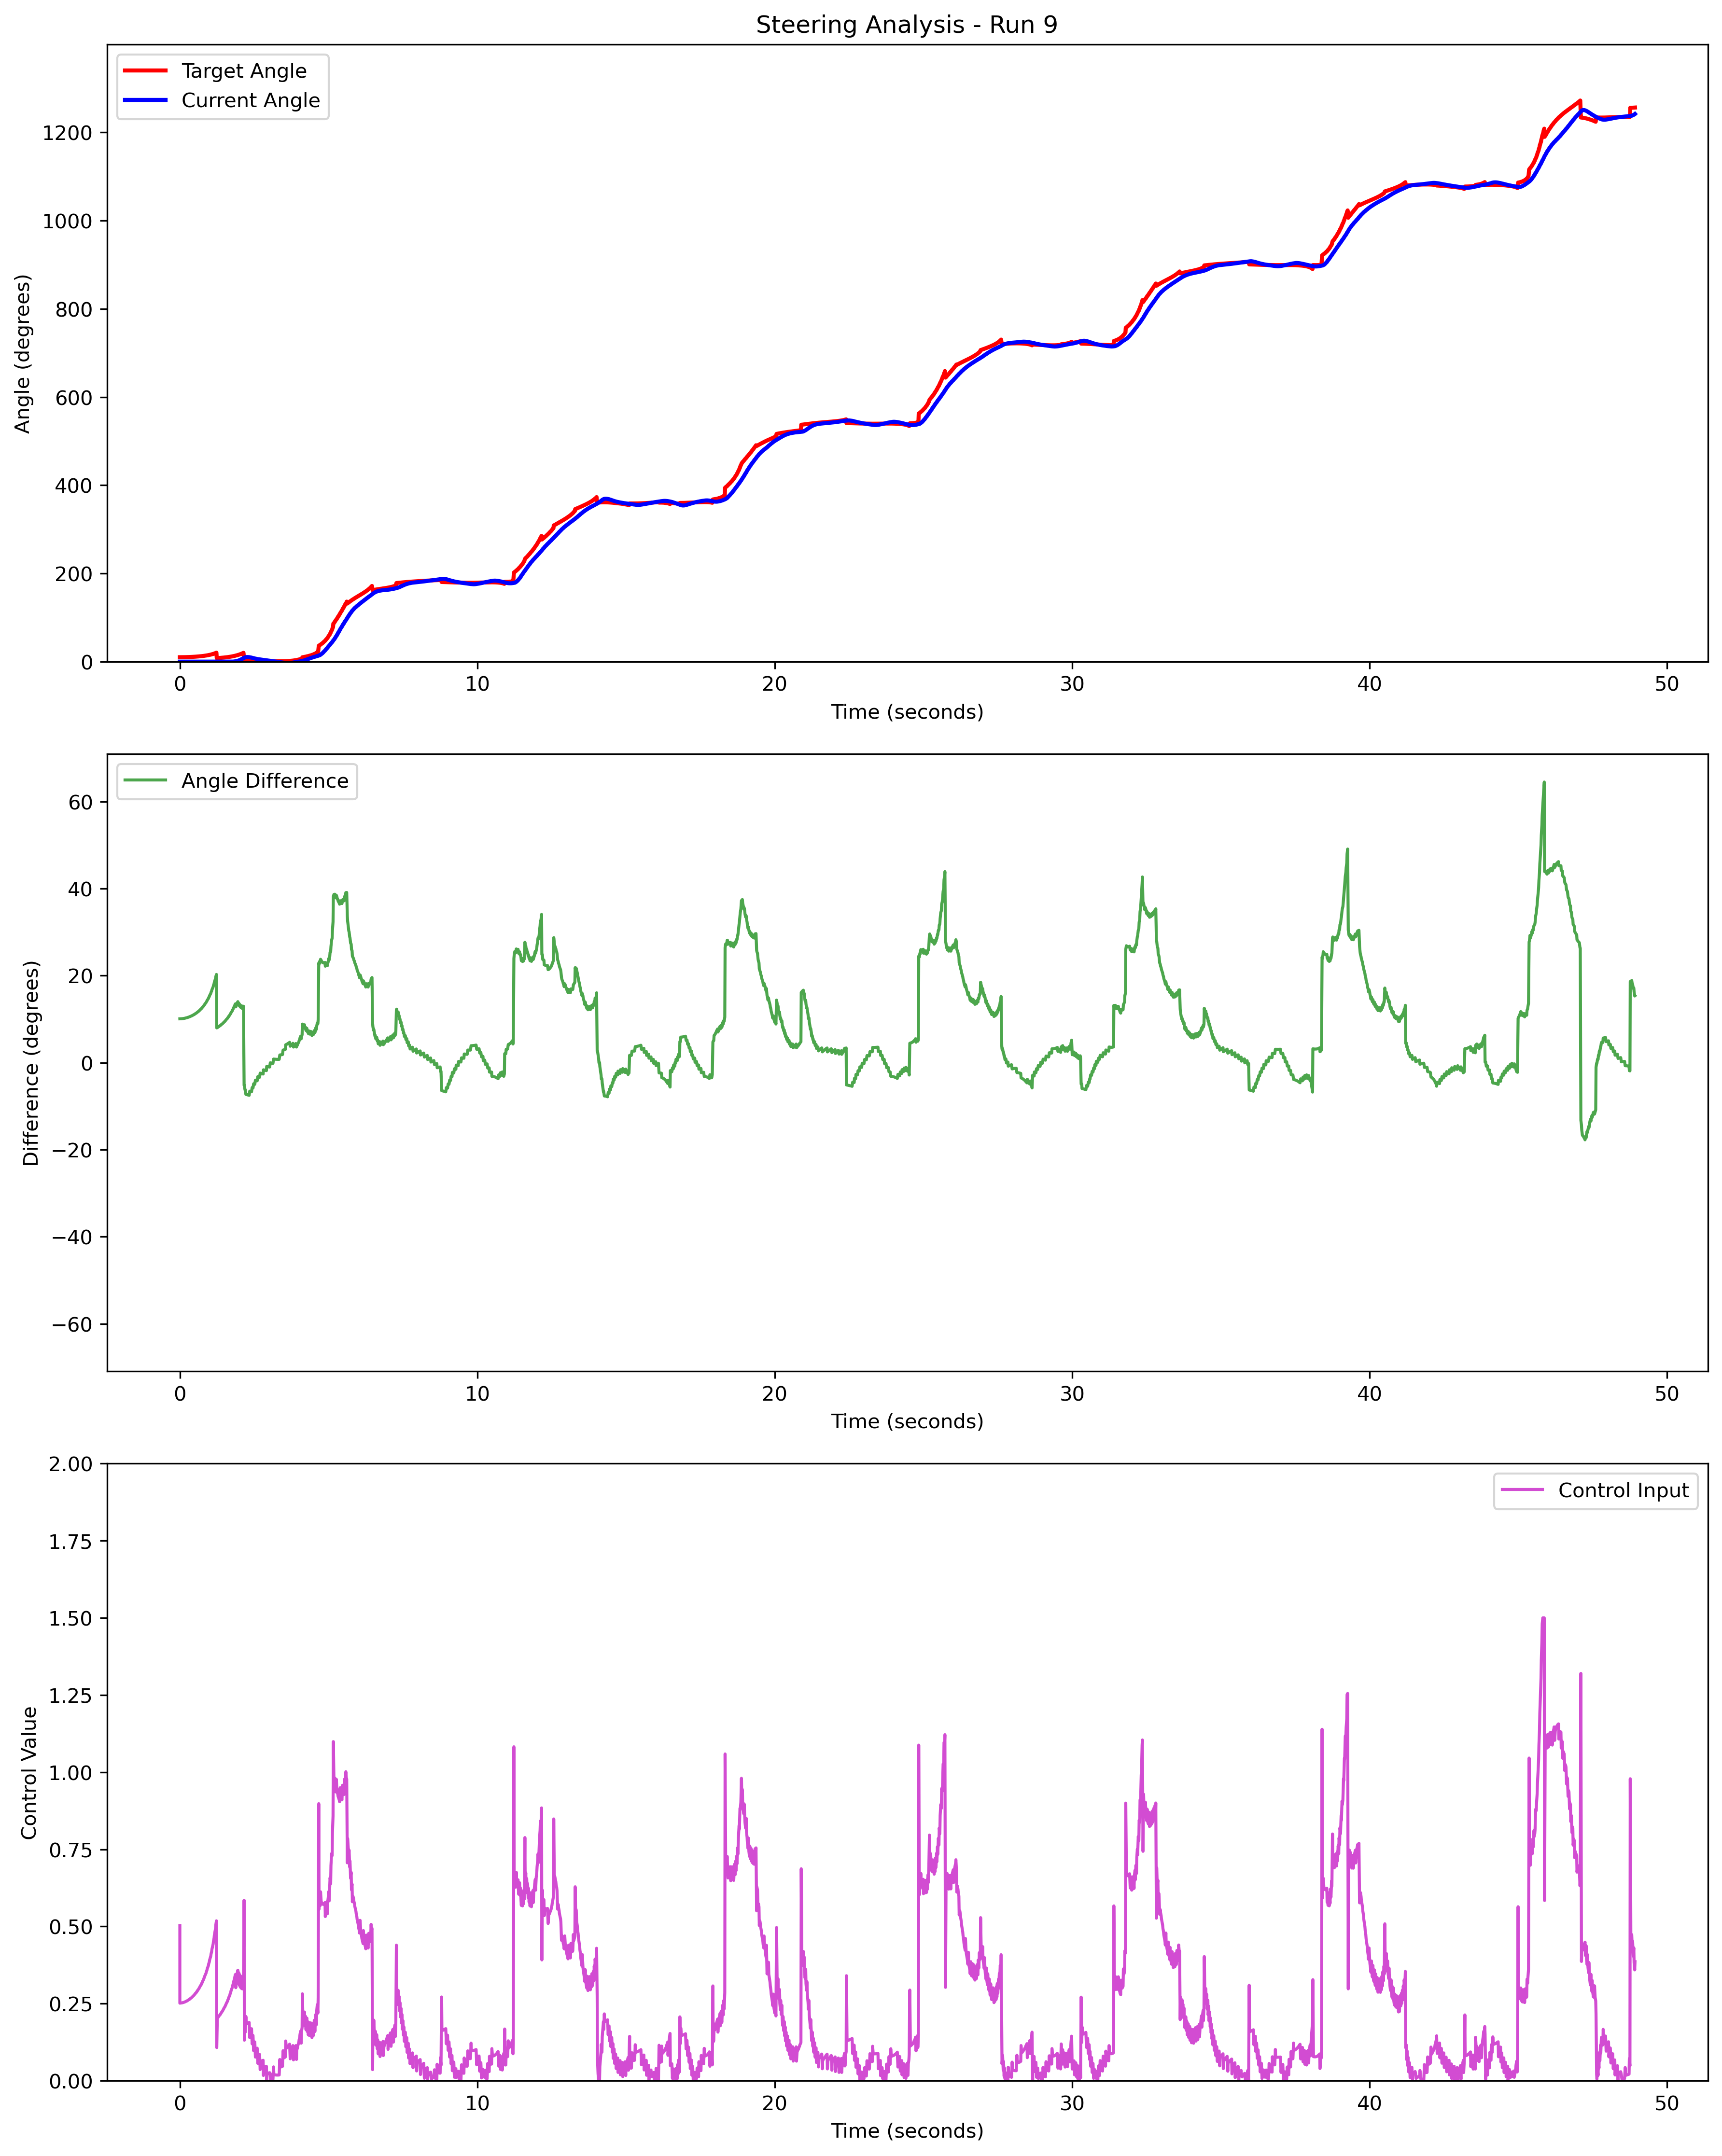 Steering Analysis - Run 9
Target Angle
Current Angle
Angle (degrees)
1200
1000
800
600
400
200
0
0 10 20 30 40 50
Time (seconds)
Angle Difference
Difference (degrees)
60
40
20
0
−20
−40
−60
0 10 20 30 40 50
Time (seconds)
Control Input
Control Value
2.00
1.75
1.50
1.25
1.00
0.75
0.50
0.25
0.00
0 10 20 30 40 50
Time (seconds)